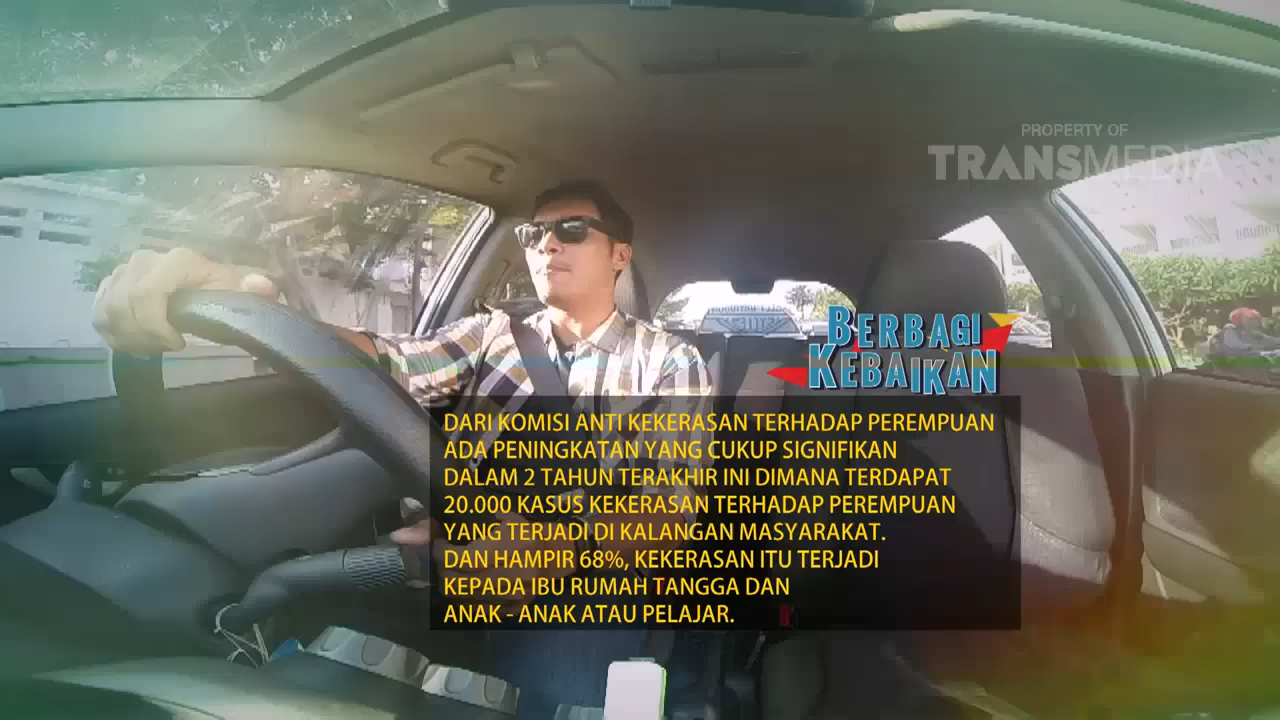 PROPERTY OF
TRANSMEDIA
BERBAGI
KEBAIKAN
DARI KOMISI ANTI KEKERASAN TERHADAP PEREMPUAN
ADA PENINGKATAN YANG CUKUP SIGNIFIKAN
DALAM 2 TAHUN TERAKHIR INI DIMANA TERDAPAT
20.000 KASUS KEKERASAN TERHADAP PEREMPUAN
YANG TERJADI DI KALANGAN MASYARAKAT.
DAN HAMPIR 68%, KEKERASAN ITU TERJADI
KEPADA IBU RUMAH TANGGA DAN
ANAK - ANAK ATAU PELAJAR.